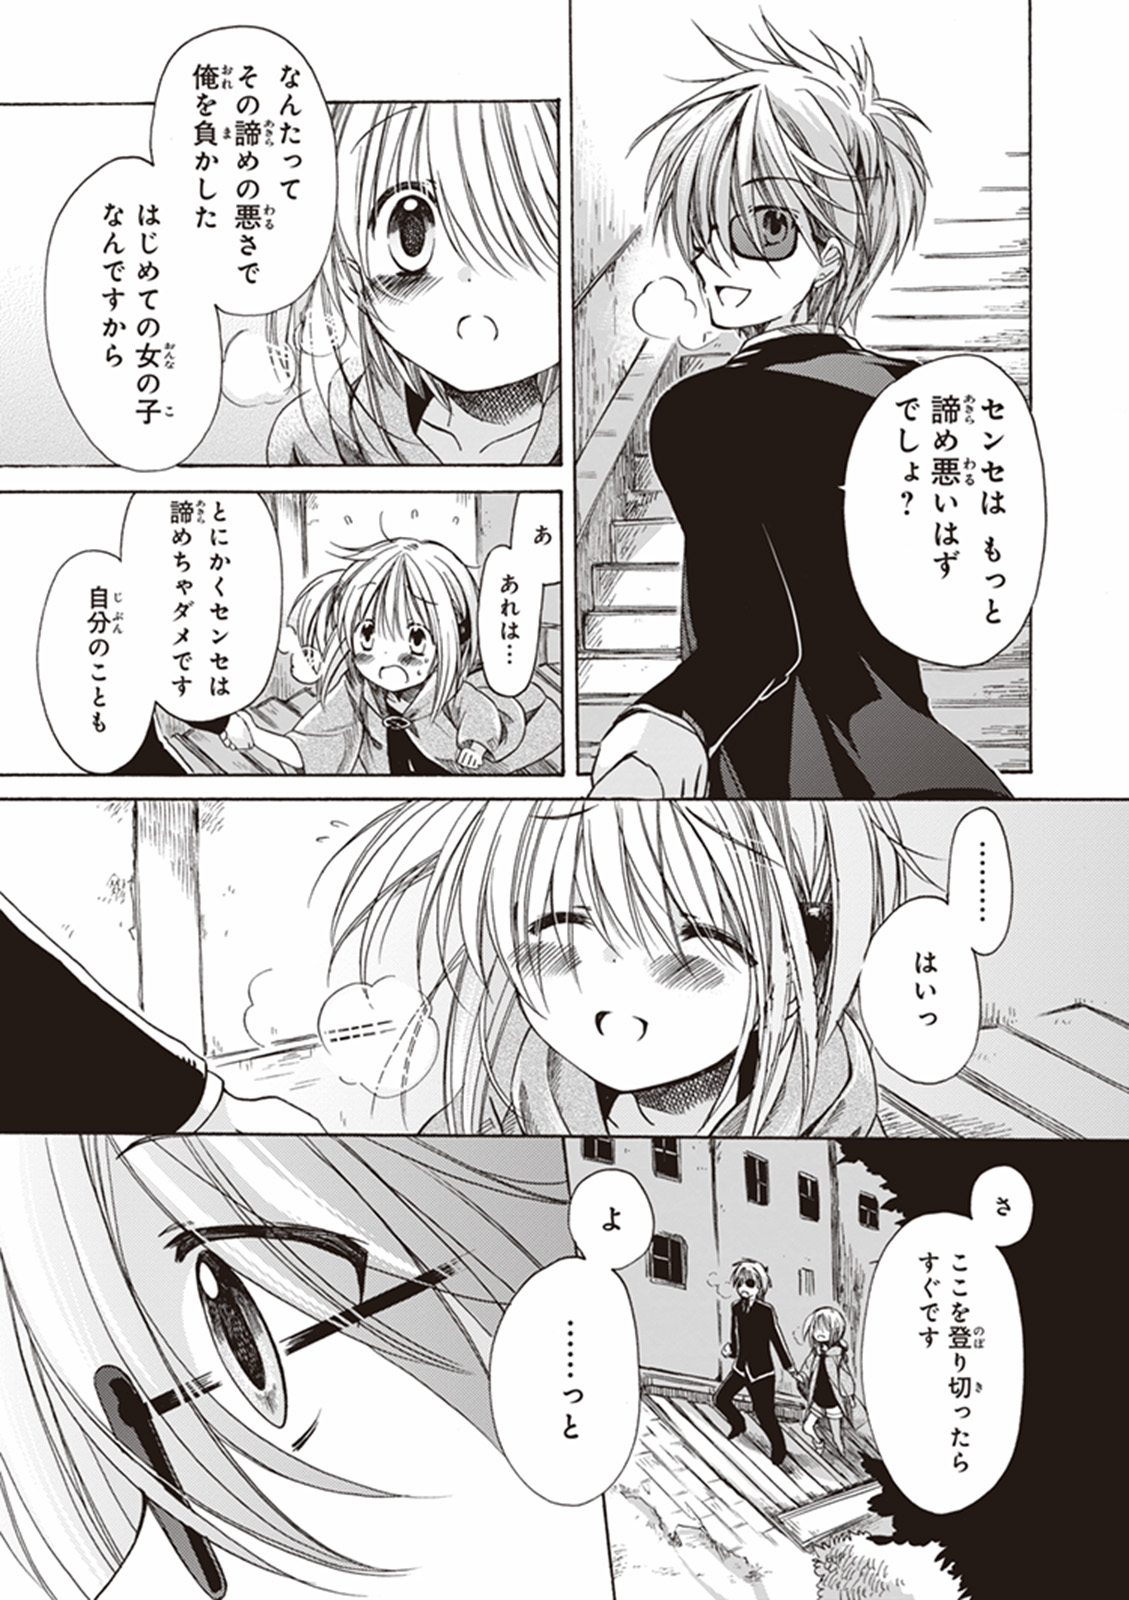 センセは もっと
諦め悪いはず
でしょ?
なんたって
その諦めの悪さで
俺を負かした
はじめての女の子
なんですから
あ
あれは…
とにかくセンセは
諦めちゃダメです
自分のことも
………
はいっ
さ
ここを登り切ったら
すぐです
よ
……っと